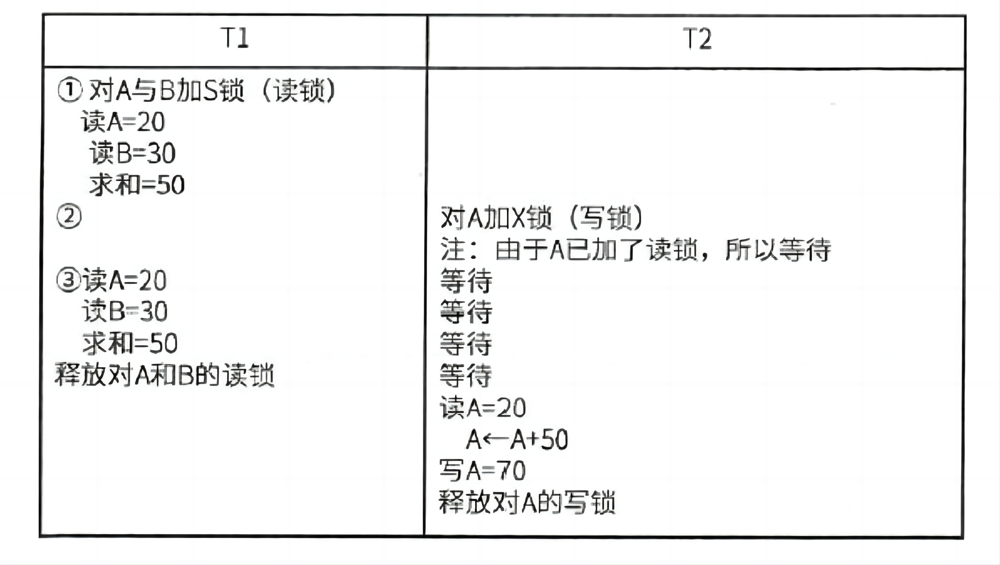 T1
T2
①对A与B加S锁（读锁）
读A=20
读B=30
求和=50
②
③读A=20
读B=30
求和=50
释放对A和B的读锁
对A加X锁（写锁）
注：由于A已加了读锁，所以等待
等待
等待
等待
等待
读A=20
A←A+50
写A=70
释放对A的写锁